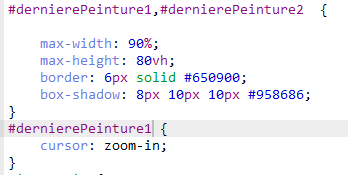 #dernierePeinture1,#dernierePeinture2 {
max-width: 90%;
max-height: 80vh;
border: 6px solid #650900;
box-shadow: 8px 10px 10px #958686;
}
#dernierePeinture1 {
cursor: zoom-in;
}